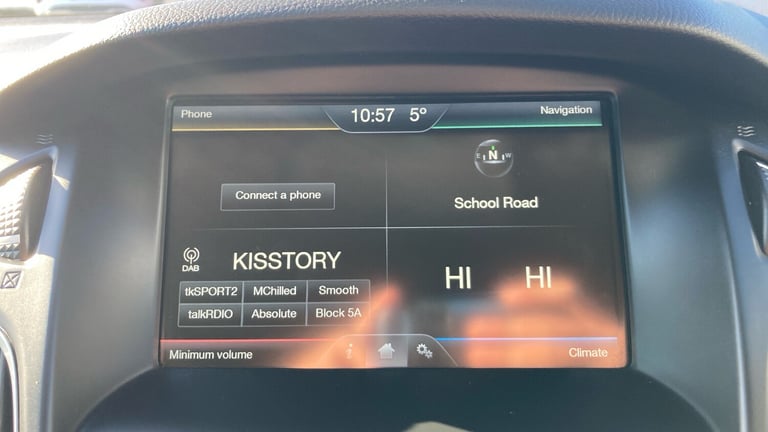 Phone
10:57 5°
Navigation
Connect a phone
E N W
School Road
DAB
KISSTORY
tkSPORT2 MChilled Smooth
talkRDIO Absolute Block 5A
HI HI
Minimum volume
i
Climate